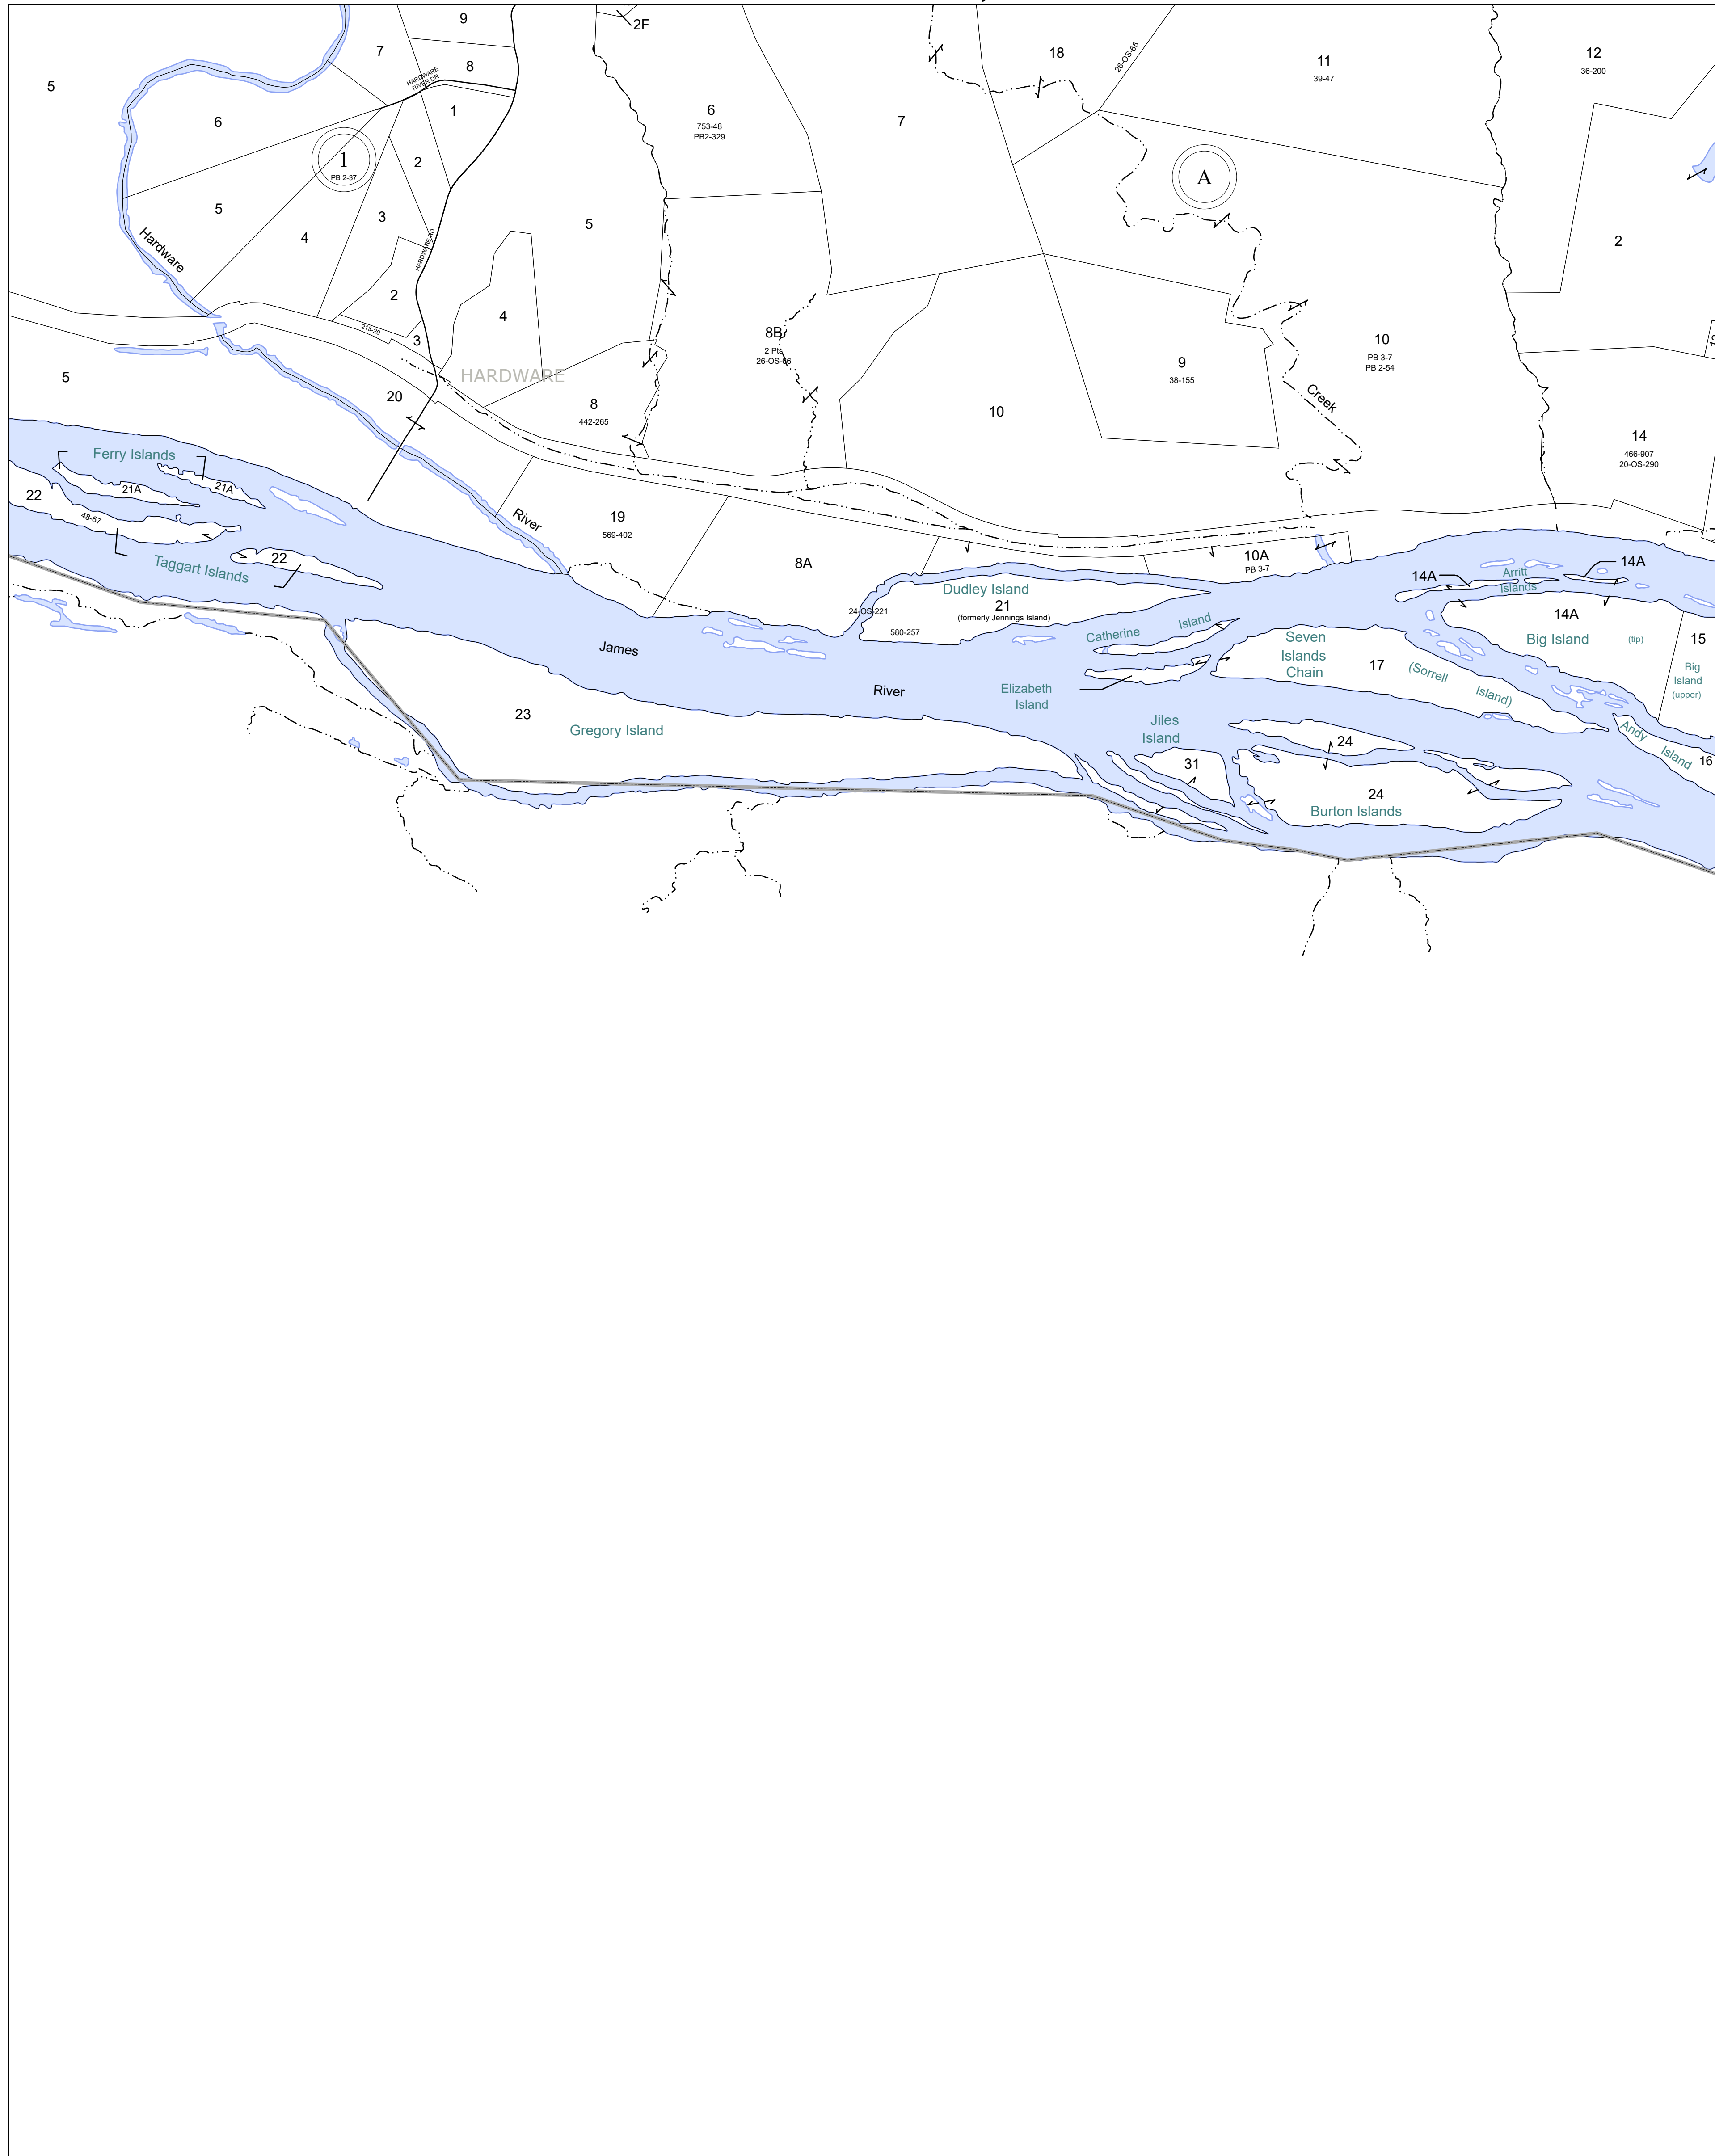 9
2F
7
8
18
26-OS-66
11
39-47
12
36-200
5
HARDWARE
RIVER DR
6
1
6
753-48
PB2-329
7
1
PB 2-37
2
A
5
4
3
5
2
Hardware
HARDWARE RD
2
4
213-20
3
8B
2 Pts
26-OS-66
9
38-155
10
PB 3-7
PB 2-54
5
HARDWARE
20
8
442-265
10
Creek
14
466-907
20-OS-290
Ferry Islands
21A
21A
22
48-67
River
19
569-402
8A
10A
PB 3-7
22
Taggart Islands
14A
Arritt
Islands
14A
Dudley Island
21
(formerly Jennings Island)
24-OS-221
580-257
Catherine Island
14A
Big Island
(tip)
15
Big
Island
(upper)
James
River
Seven
Islands
Chain
17
(Sorrell Island)
Elizabeth
Island
23
Gregory Island
Jiles
Island
24
31
Andy Island
16
24
Burton Islands